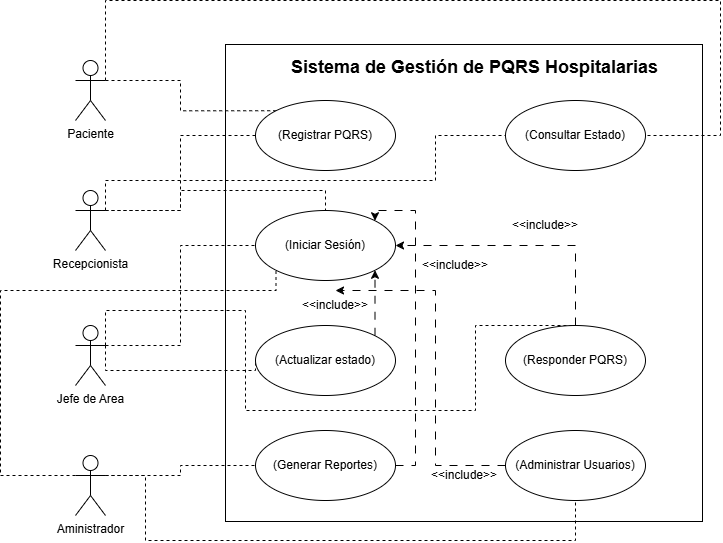 Sistema de Gestión de PQRS Hospitalarias
Paciente
(Registrar PQRS)
(Consultar Estado)
Recepcionista
(Iniciar Sesión)
<<include>>
<<include>>
<<include>>
Jefe de Area
(Actualizar estado)
(Responder PQRS)
Aministrador
(Generar Reportes)
(Administrar Usuarios)
<<include>>